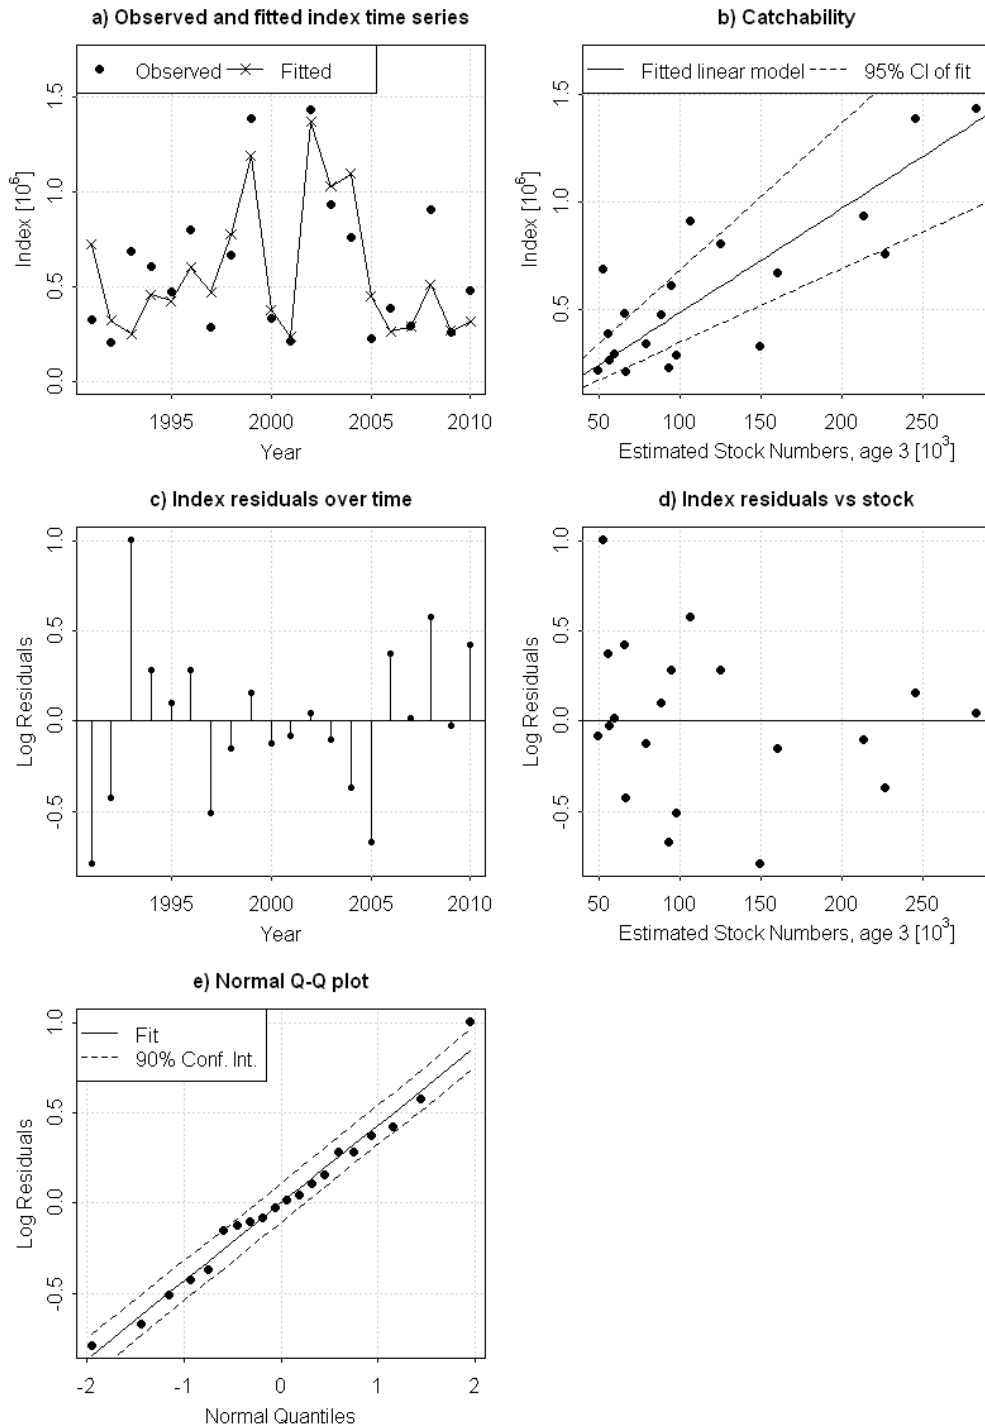 a) Observed and fitted index time series
Observed Fitted
Index [10^6]
0.0 0.5 1.0 1.5
1995 2000 2005 2010
Year
b) Catchability
Fitted linear model 95% CI of fit
Index [10^6]
0.5 1.0 1.5
50 100 150 200 250
Estimated Stock Numbers, age 3 [10^3]
c) Index residuals over time
Log Residuals
-0.5 0.0 0.5 1.0
1995 2000 2005 2010
Year
d) Index residuals vs stock
Log Residuals
-0.5 0.0 0.5 1.0
50 100 150 200 250
Estimated Stock Numbers, age 3 [10^3]
e) Normal Q-Q plot
Fit
90% Conf. Int.
Log Residuals
-0.5 0.0 0.5 1.0
-2 -1 0 1 2
Normal Quantiles